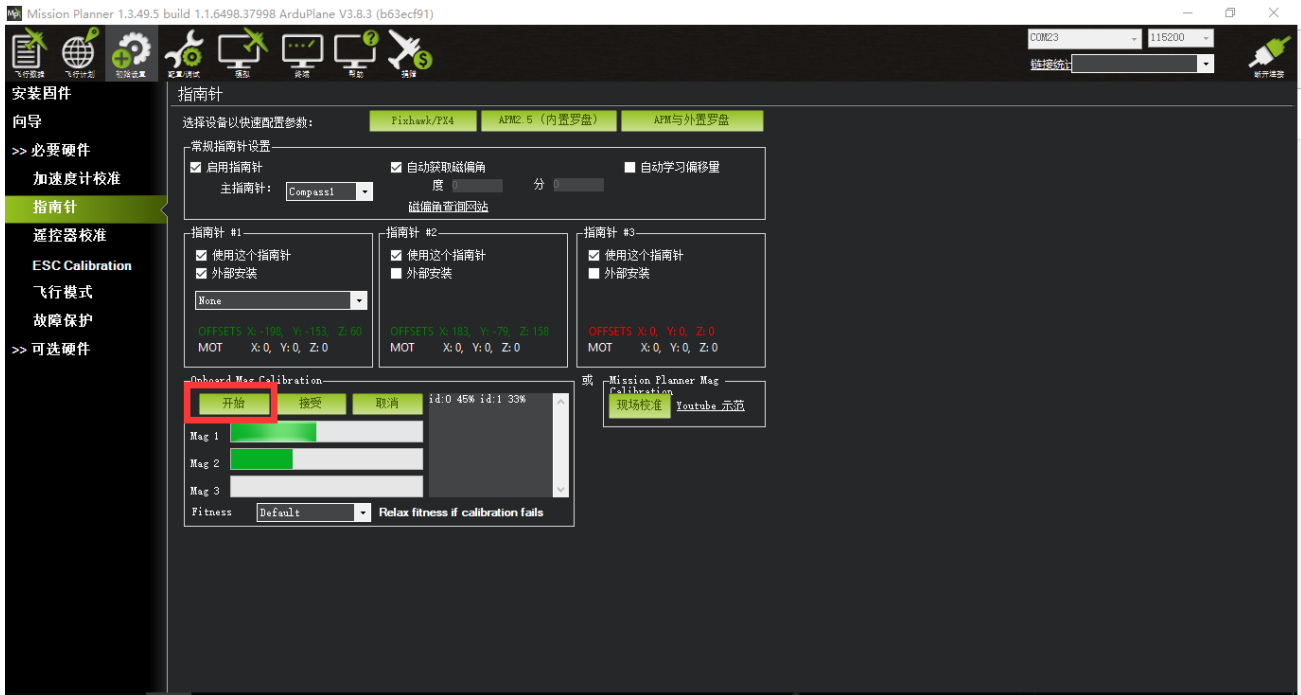 Mission Planner 1.3.49.5 build 1.1.6498.37998 ArduPlane V3.8.3 (b63ecf91)
飞行数据 飞行计划 初始设置 配置/调试 模拟 终端 帮助 捐赠
COM23 115200
链接统计
断开连接
安装固件
向导
>> 必要硬件
加速度计校准
指南针
遥控器校准
ESC Calibration
飞行模式
故障保护
>> 可选硬件
指南针
选择设备以快速配置参数: Pixhawk/PX4 APM2.5 (内置罗盘) APM与外置罗盘
常规指南针设置
启用指南针 自动获取磁偏角 自动学习偏移量
主指南针: Compass1 度 0 分 0
磁偏角查询网站
指南针 #1 指南针 #2 指南针 #3
使用这个指南针 使用这个指南针 使用这个指南针
外部安装 外部安装 外部安装
None
OFFSETS X: -198, Y: -153, Z: 60 OFFSETS X: 183, Y: -79, Z: 158 OFFSETS X: 0, Y: 0, Z: 0
MOT X: 0, Y: 0, Z: 0 MOT X: 0, Y: 0, Z: 0 MOT X: 0, Y: 0, Z: 0
Onboard Mag Calibration 或 Mission Planner Mag
Calibration
开始 接受 取消 id:0 45% id:1 33% 现场校准 Youtube 示范
Mag 1
Mag 2
Mag 3
Fitness Default Relax fitness if calibration fails